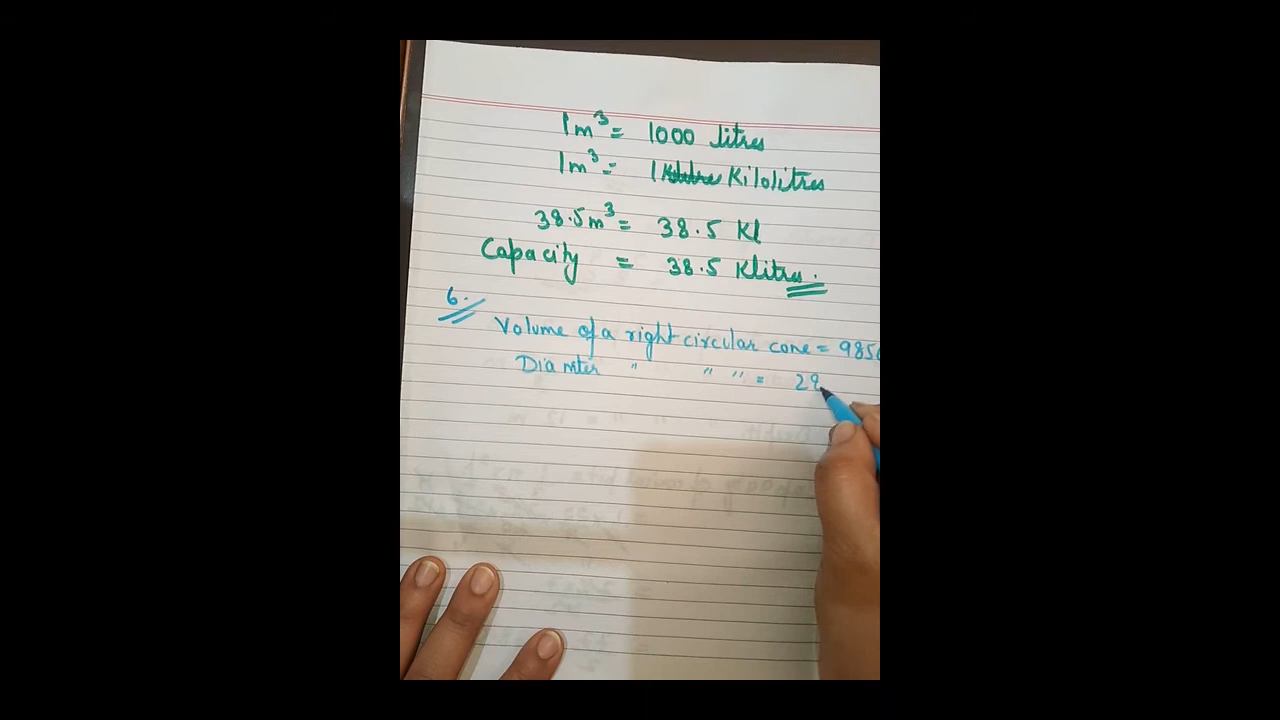 1m³ = 1000 litres
1m³ = 1 Kilolitres
38.5m³ = 38.5 Kl
Capacity = 38.5 Klitres.
6.
Volume of a right circular cone = 985
Diamter " " " = 28